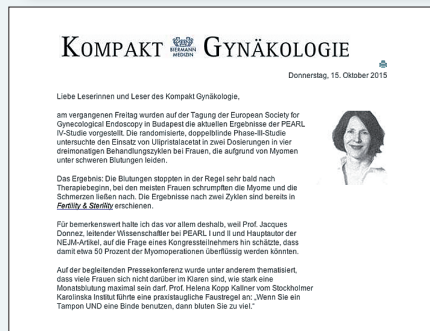 KOMPAKT BIERMANN MEDIZIN GYNÄKOLOGIE
Donnerstag, 15. Oktober 2015
Liebe Leserinnen und Leser des Kompakt Gynäkologie,
am vergangenen Freitag wurden auf der Tagung der European Society for
Gynecological Endoscopy in Budapest die aktuellen Ergebnisse der PEARL
IV-Studie vorgestellt. Die randomisierte, doppelblinde Phase-III-Studie
untersuchte den Einsatz von Ulipristalacetat in zwei Dosierungen in vier
dreimonatigen Behandlungszyklen bei Frauen, die aufgrund von Myomen
unter schweren Blutungen leiden.
Das Ergebnis: Die Blutungen stoppten in der Regel sehr bald nach
Therapiebeginn, bei den meisten Frauen schrumpften die Myome und die
Schmerzen ließen nach. Die Ergebnisse nach zwei Zyklen sind bereits in
Fertility & Sterility erschienen.
Für bemerkenswert halte ich das vor allem deshalb, weil Prof. Jacques
Donnez, leitender Wissenschaftler bei PEARL I und II und Hauptautor der
NEJM-Artikel, auf die Frage eines Kongressteilnehmers hin schätzte, dass
damit etwa 50 Prozent der Myomoperationen überflüssig werden könnten.
Auf der begleitenden Pressekonferenz wurde unter anderem thematisiert,
dass viele Frauen sich nicht darüber im Klaren sind, wie stark eine
Monatsblutung maximal sein darf. Prof. Helena Kopp Kallner vom Stockholmer
Karolinska Institut führte eine praxistaugliche Faustregel an: „Wenn Sie ein
Tampon UND eine Binde benutzen, dann bluten Sie zu viel.“